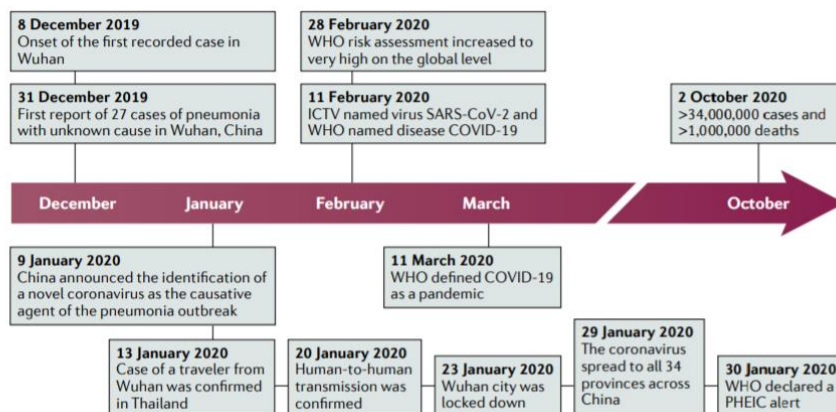 8 December 2019
Onset of the first recorded case in
Wuhan
31 December 2019
First report of 27 cases of pneumonia
with unknown cause in Wuhan, China
28 February 2020
WHO risk assessment increased to
very high on the global level
11 February 2020
ICTV named virus SARS-CoV-2 and
WHO named disease COVID-19
2 October 2020
>34,000,000 cases and
>1,000,000 deaths
December January February March October
9 January 2020
China announced the identification of
a novel coronavirus as the causative
agent of the pneumonia outbreak
11 March 2020
WHO defined COVID-19
as a pandemic
13 January 2020
Case of a traveler from
Wuhan was confirmed
in Thailand
20 January 2020
Human-to-human
transmission was
confirmed
23 January 2020
Wuhan city was
locked down
29 January 2020
The coronavirus
spread to all 34
provinces across
China
30 January 2020
WHO declared a
PHEIC alert